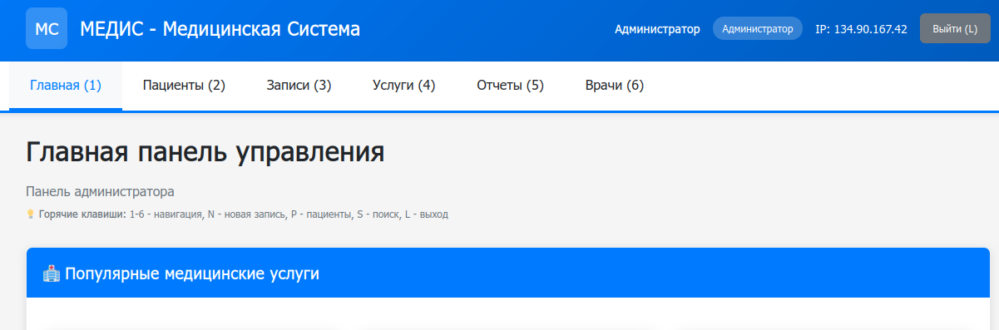 МС МЕДИС - Медицинская Система Администратор Администратор IP: 134.90.167.42 Выйти (L)
Главная (1) Пациенты (2) Записи (3) Услуги (4) Отчеты (5) Врачи (6)
Главная панель управления
Панель администратора
Горячие клавиши: 1-6 - навигация, N - новая запись, P - пациенты, S - поиск, L - выход
Популярные медицинские услуги